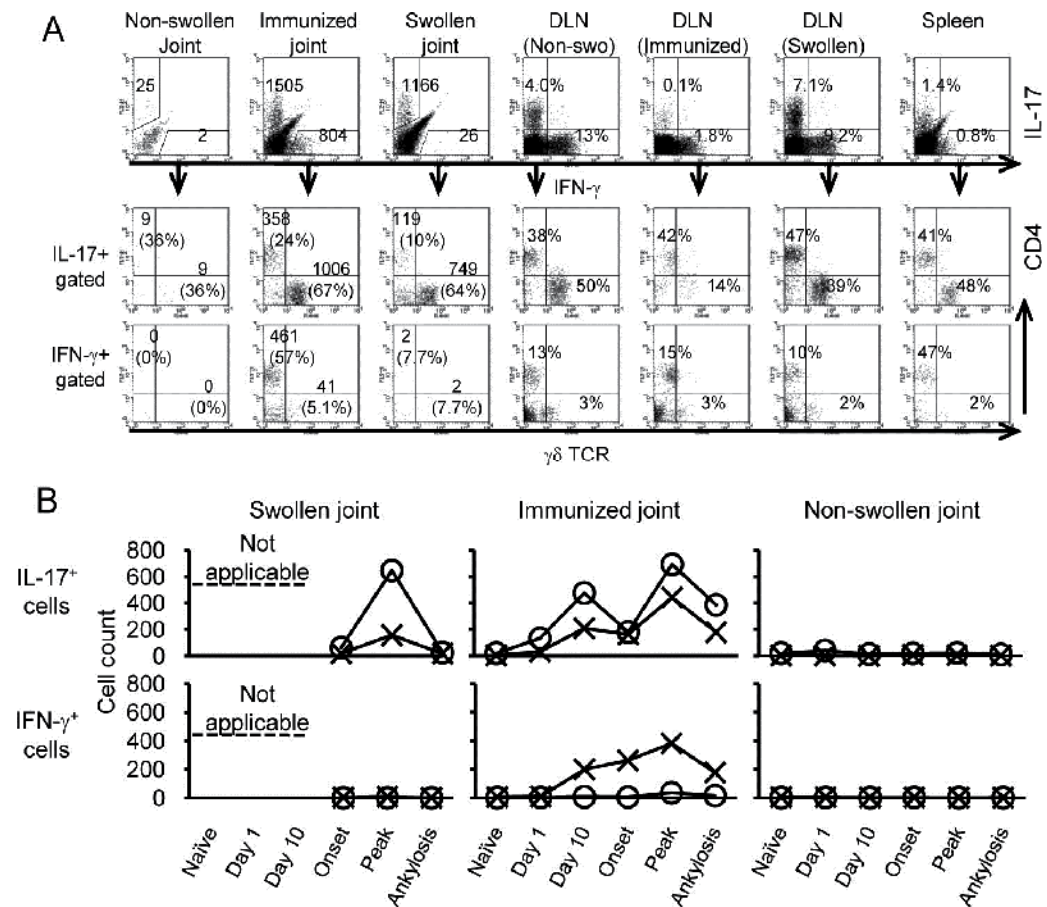 A
Non-swollen Joint
Immunized joint
Swollen joint
DLN (Non-swo)
DLN (Immunized)
DLN (Swollen)
Spleen
25
2
1505
804
1166
26
4.0%
13%
0.1%
1.8%
7.1%
9.2%
1.4%
0.8%
IL-17
IFN-γ
IL-17+ gated
9
(36%)
9
(36%)
358
(24%)
1006
(67%)
119
(10%)
749
(64%)
38%
50%
42%
14%
47%
39%
41%
48%
CD4
IFN-γ+ gated
0
(0%)
0
(0%)
461
(57%)
41
(5.1%)
2
(7.7%)
2
(7.7%)
13%
3%
15%
3%
10%
2%
47%
2%
γδ TCR
B
Swollen joint
Immunized joint
Non-swollen joint
IL-17+ cells
Cell count
800
600
400
200
0
Not applicable
IFN-γ+ cells
800
600
400
200
0
Not applicable
Naïve
Day 1
Day 10
Onset
Peak
Ankylosis
Naïve
Day 1
Day 10
Onset
Peak
Ankylosis
Naïve
Day 1
Day 10
Onset
Peak
Ankylosis